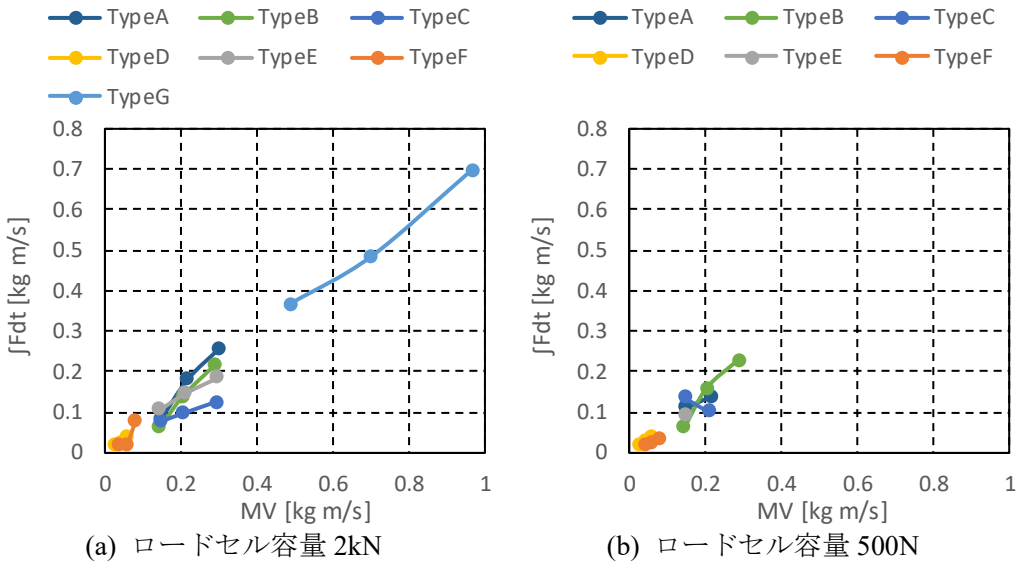 TypeA TypeB TypeC
TypeD TypeE TypeF
TypeG
0.8
0.7
0.6
0.5
0.4
0.3
0.2
0.1
0
∫Fdt [kg m/s]
0 0.2 0.4 0.6 0.8 1
MV [kg m/s]
(a) ロードセル容量 2kN
TypeA TypeB TypeC
TypeD TypeE TypeF
0.8
0.7
0.6
0.5
0.4
0.3
0.2
0.1
0
∫Fdt [kg m/s]
0 0.2 0.4 0.6 0.8 1
MV [kg m/s]
(b) ロードセル容量 500N